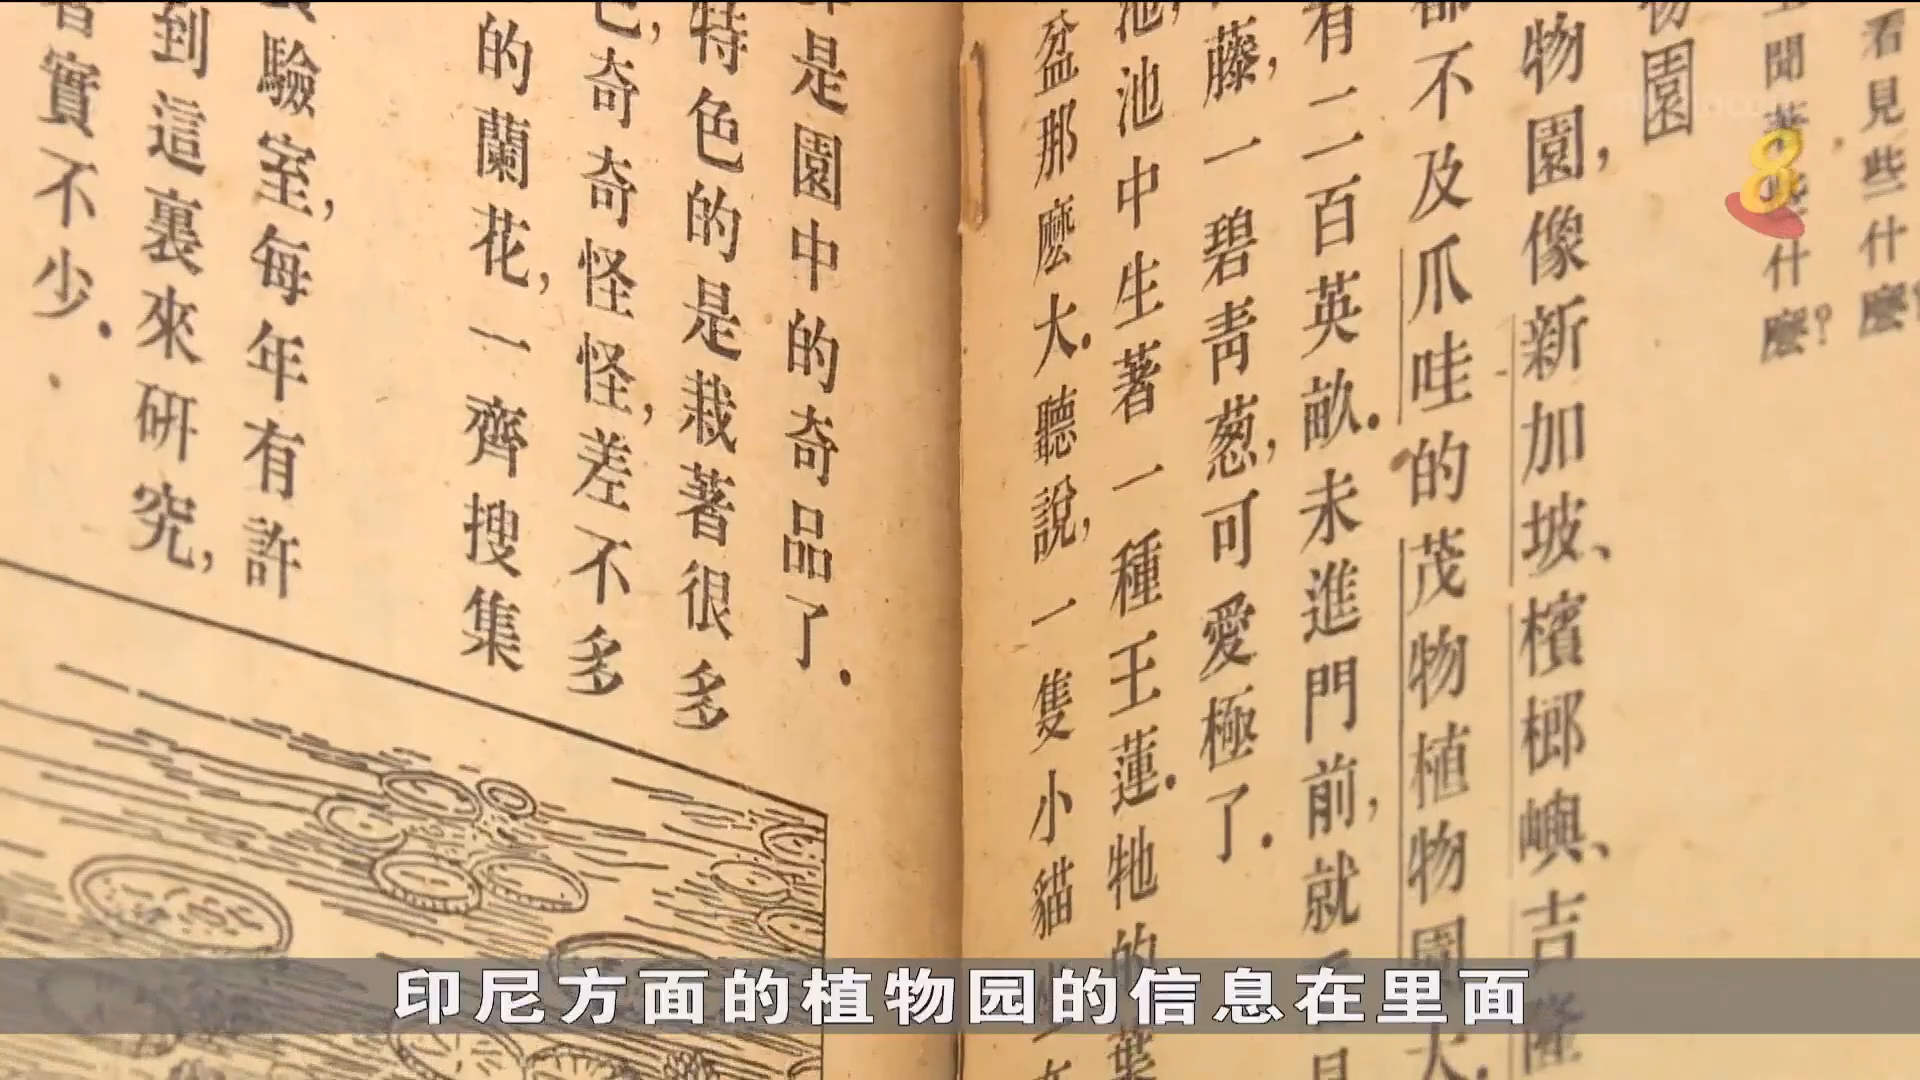 看見些什麼?
聞著些什麼?
物園
物園,像新加坡、檳榔嶼、吉隆
都不及爪哇的茂物植物園大.
有二百英畝.未進門前,就
藤,一碧青葱,可愛極了.
池,池中生著一種王蓮.牠的葉
盆那麼大.聽說,一隻小貓
是園中的奇品了.
特色的是栽著很多
色,奇奇怪怪,差不多
的蘭花,一齊搜集
驗室,每年有許
到這裏來研究,
實不少.
8
印尼方面的植物园的信息在里面